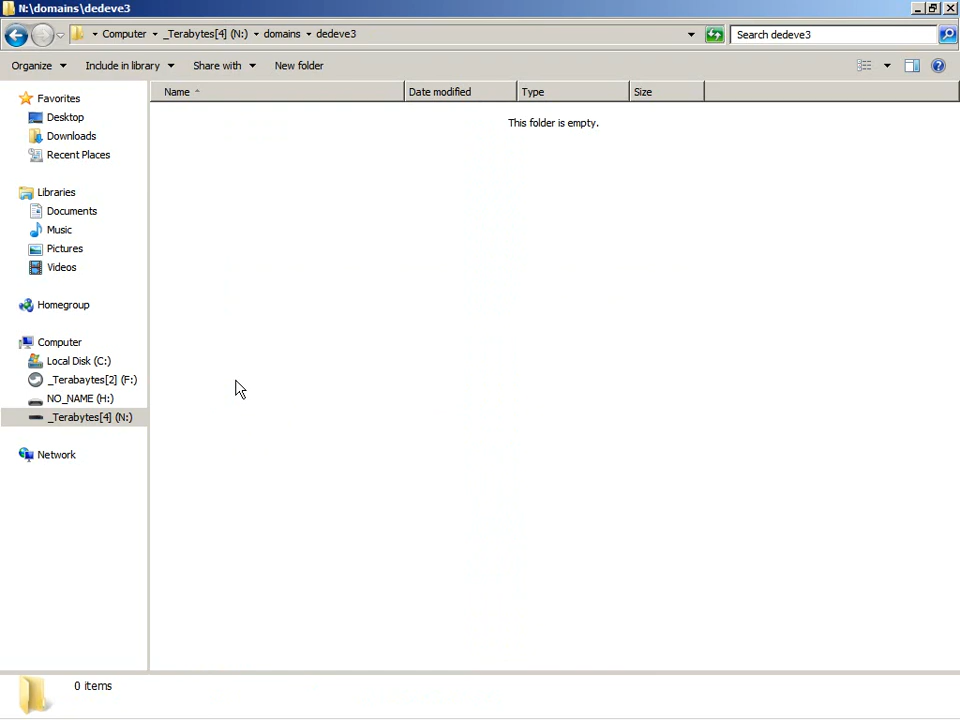 N:\domains\dedeve3
Computer _Terabytes[4] (N:) domains dedeve3
Search dedeve3
Organize Include in library Share with New folder
Name Date modified Type Size
This folder is empty.
Favorites
Desktop
Downloads
Recent Places
Libraries
Documents
Music
Pictures
Videos
Homegroup
Computer
Local Disk (C:)
_Terabaytes[2] (F:)
NO_NAME (H:)
_Terabytes[4] (N:)
Network
0 items